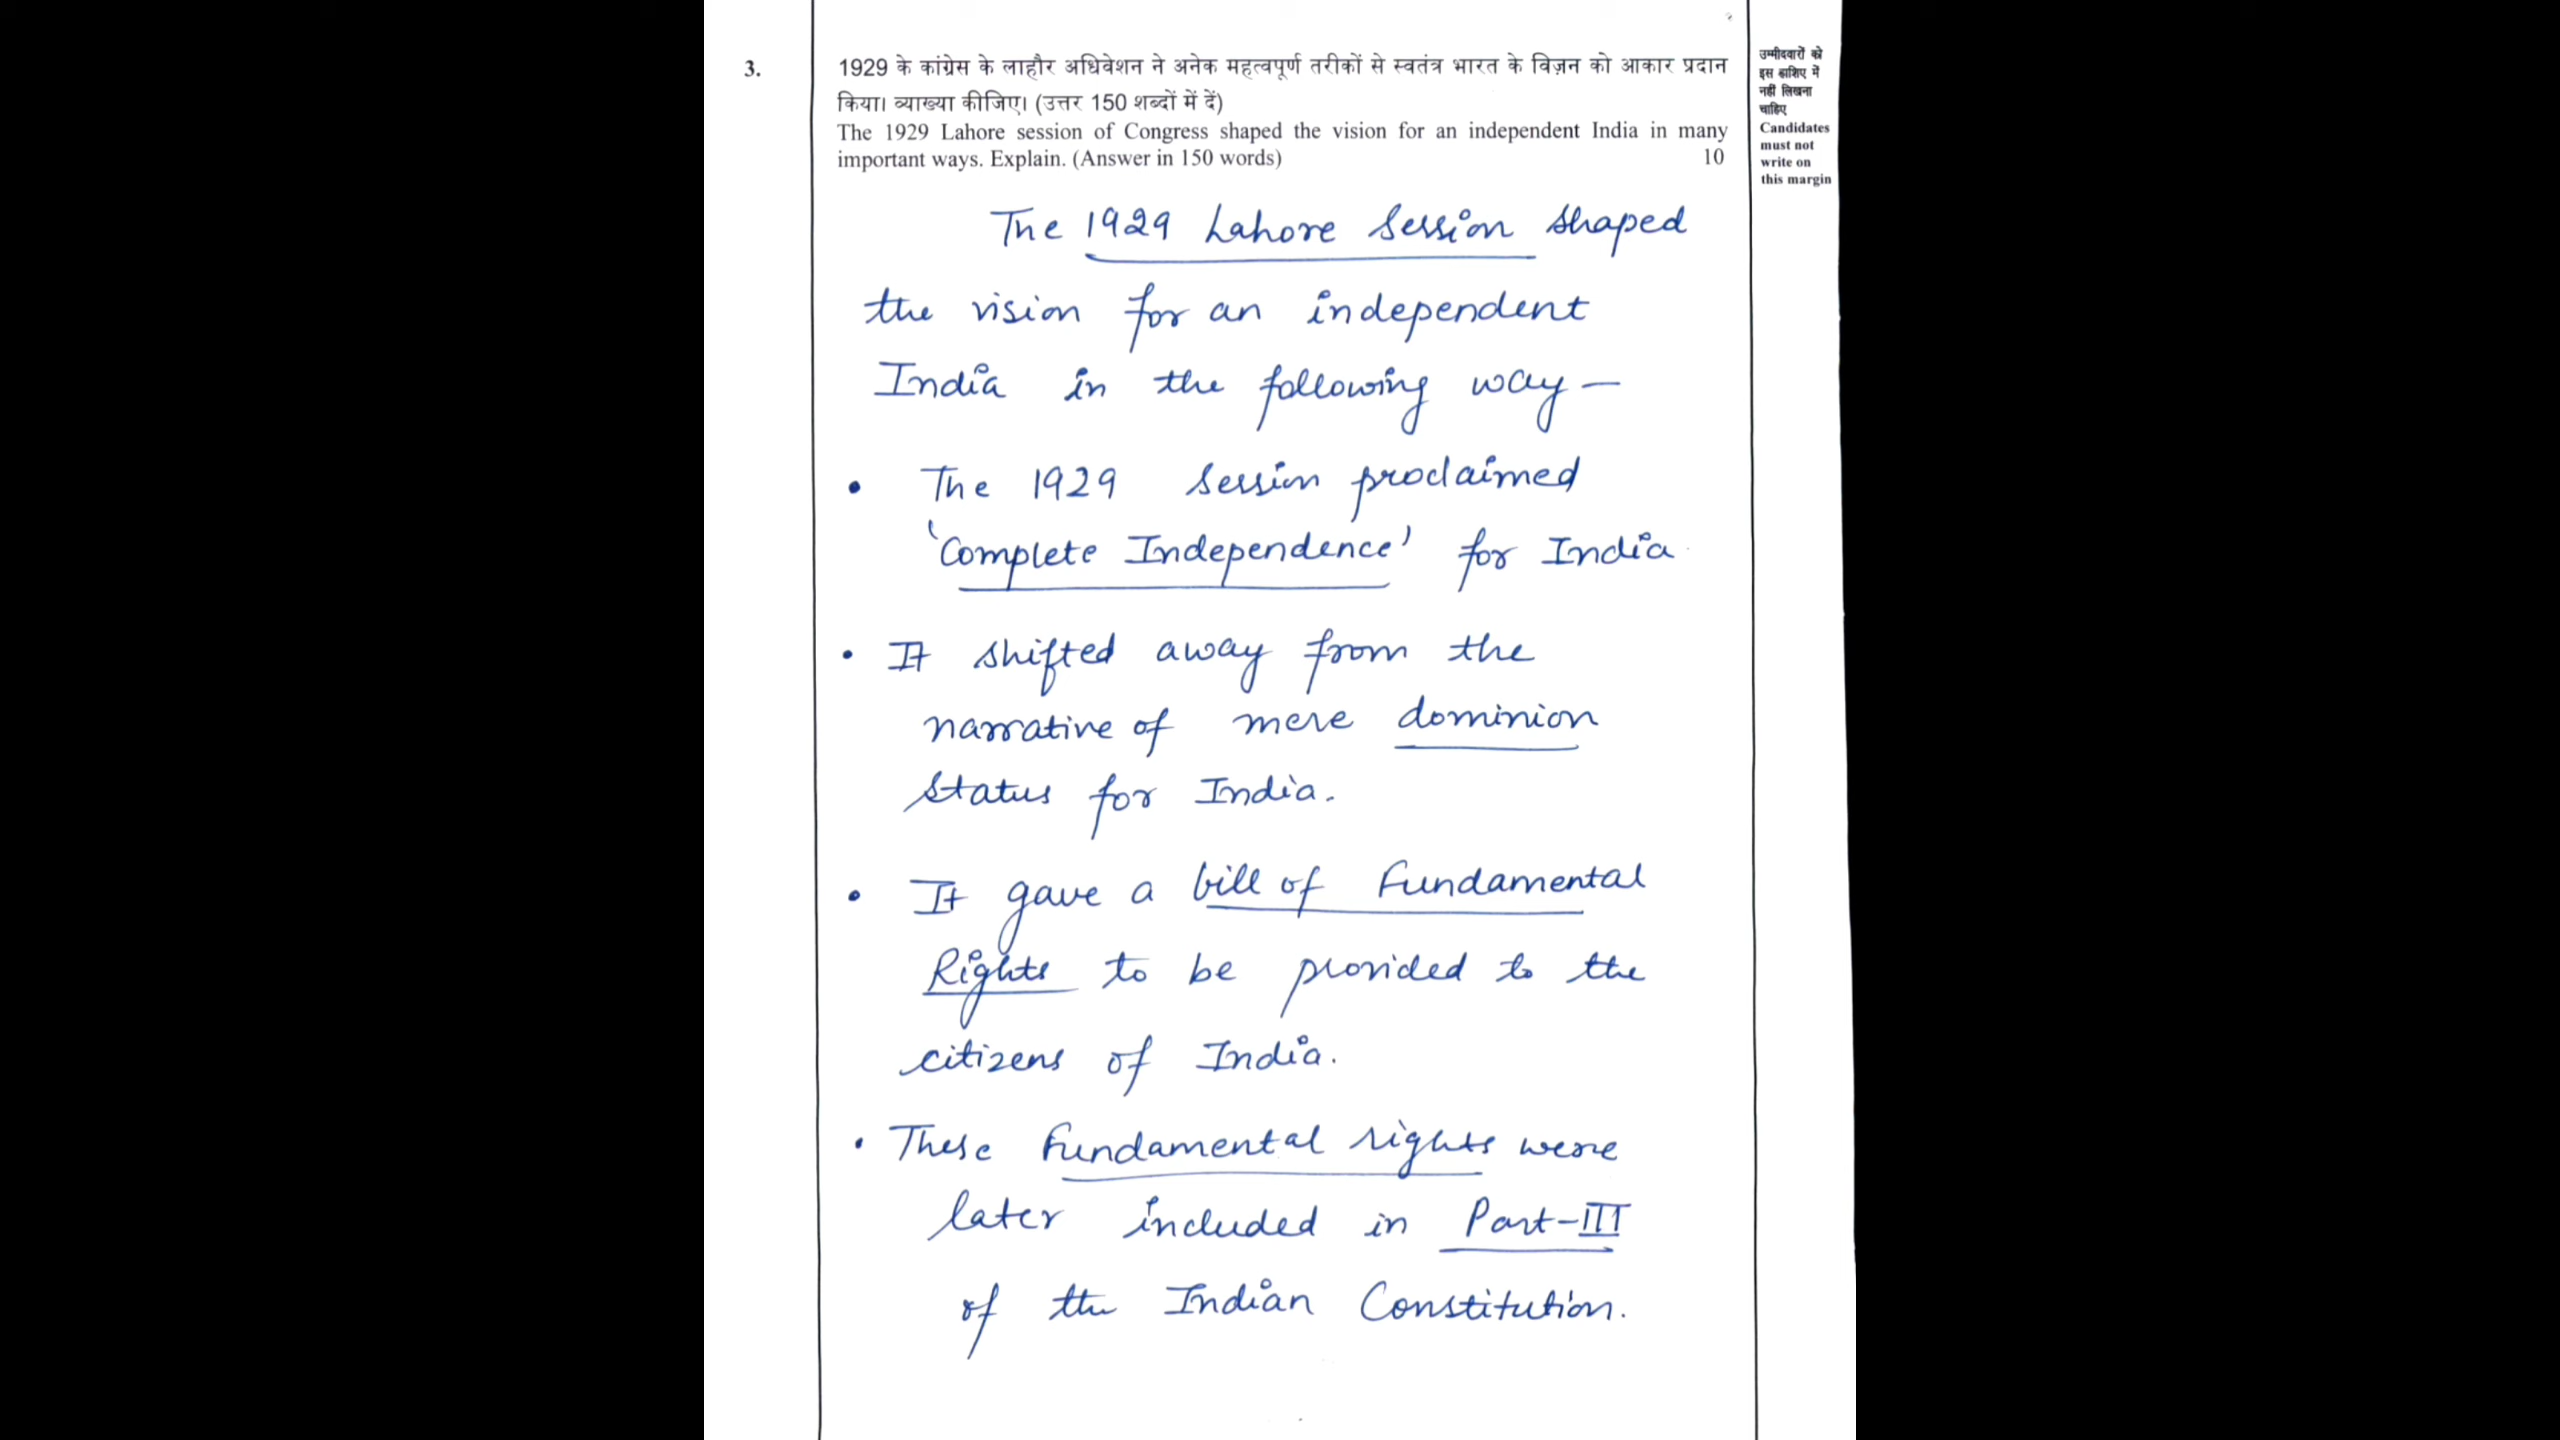 3.
1929 के कांग्रेस के लाहौर अधिवेशन ने अनेक महत्वपूर्ण तरीकों से स्वतंत्र भारत के विज़न को आकार प्रदान
किया। व्याख्या कीजिए। (उत्तर 150 शब्दों में दें)
The 1929 Lahore session of Congress shaped the vision for an independent India in many
important ways. Explain. (Answer in 150 words) 10
उम्मीदवारों को
इस हाशिए में
नहीं लिखना
चाहिए
Candidates
must not
write on
this margin
The 1929 Lahore Session shaped
the vision for an independent
India in the following way —
• The 1929 Session proclaimed
'Complete Independence' for India
• It shifted away from the
narrative of mere dominion
status for India.
• It gave a bill of Fundamental
Rights to be provided to the
citizens of India.
• These Fundamental rights were
later included in Part-III
of the Indian Constitution.